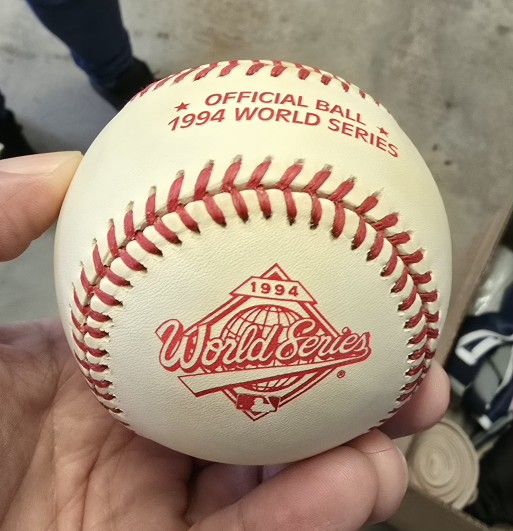 ★ OFFICIAL BALL ★
1994 WORLD SERIES
1994
World Series
®